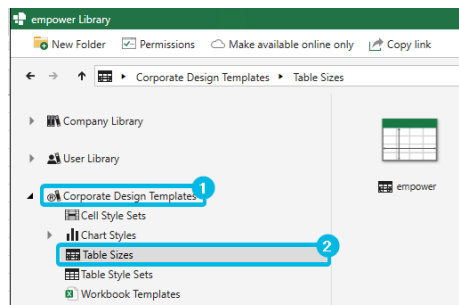 empower Library
New Folder Permissions Make available online only Copy link
Corporate Design Templates Table Sizes
Company Library
User Library
empower
Corporate Design Templates 1
Cell Style Sets
Chart Styles
Table Sizes 2
Table Style Sets
Workbook Templates